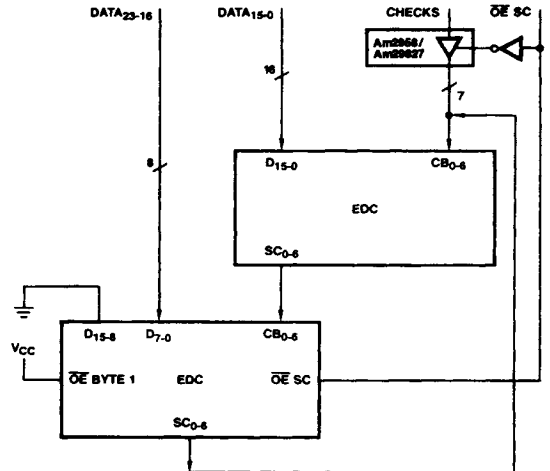 DATA23-16 DATA15-0 CHECKS OE SC
Am2958/
Am29827
16
7
8
D15-0 CB0-6
EDC
SC0-6
D15-8 D7-0 CB0-6
VCC
OE BYTE 1 EDC OE SC
SC0-6